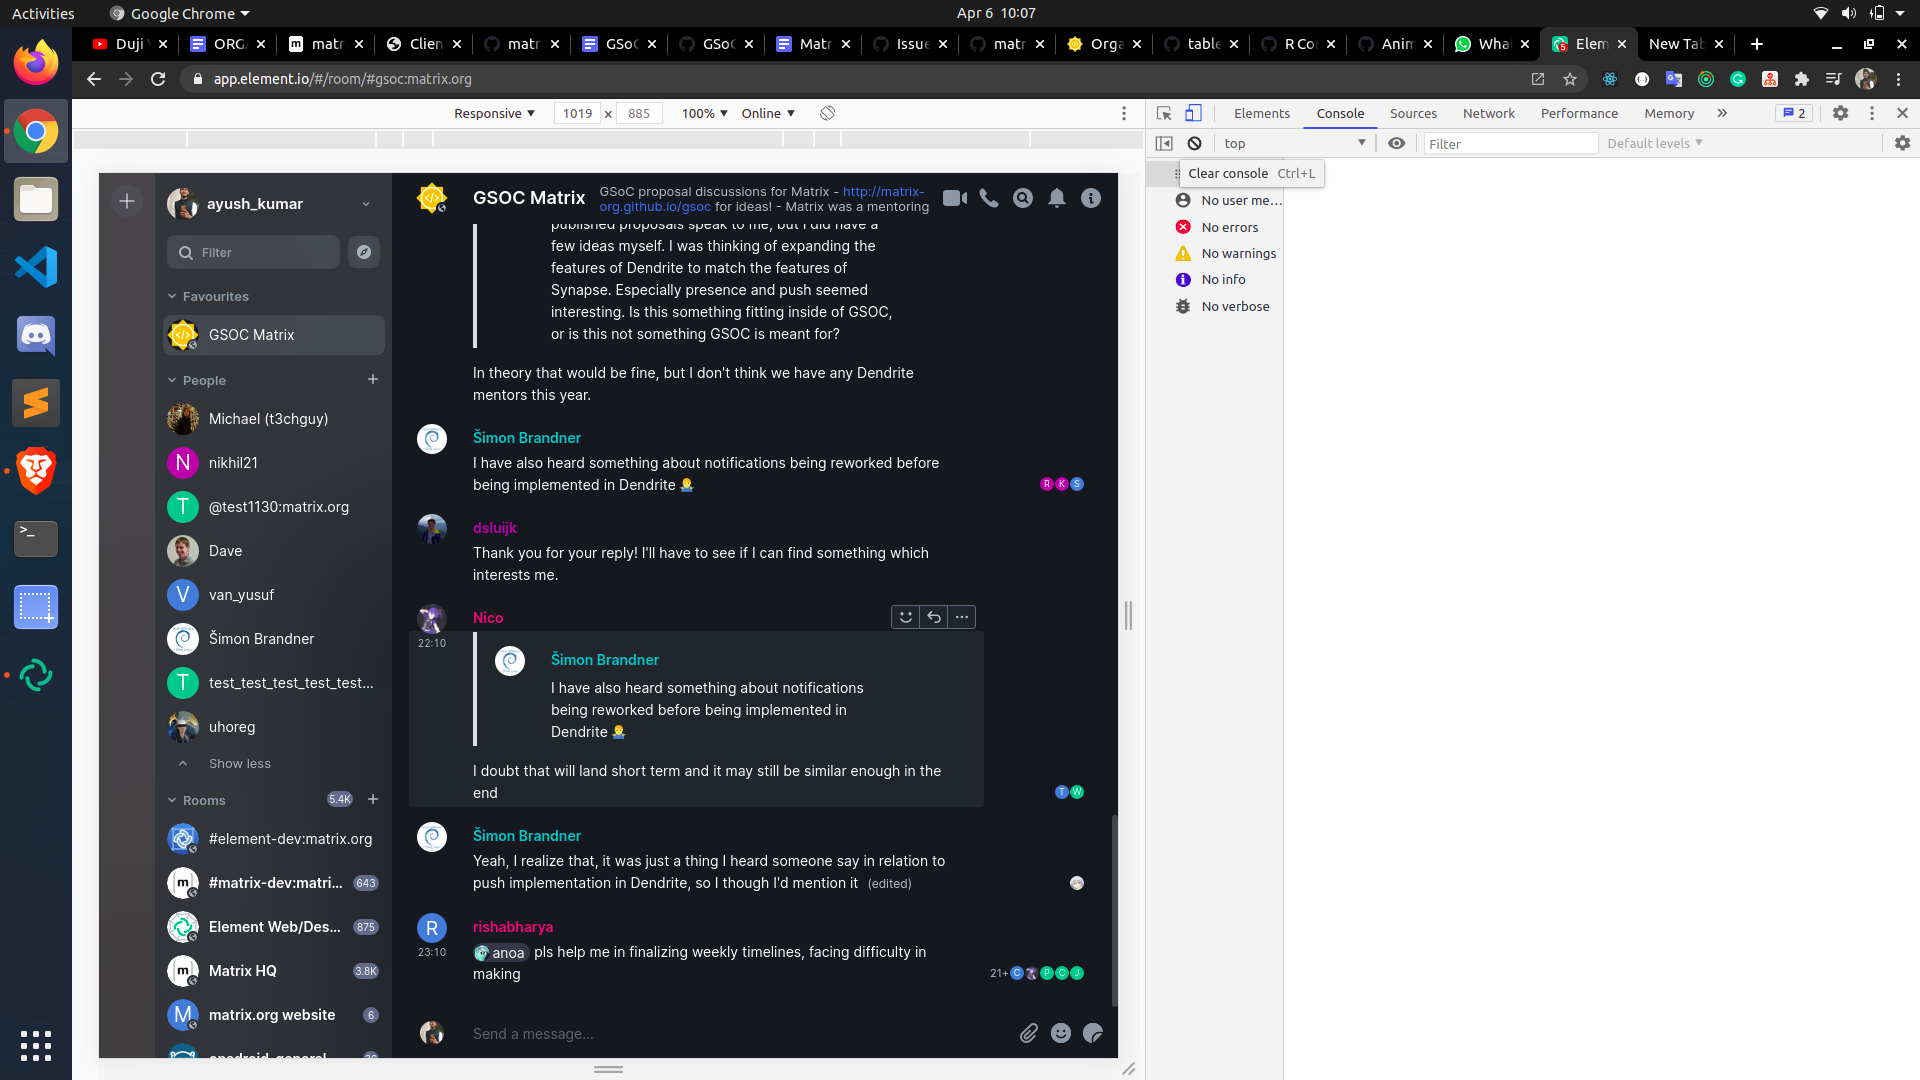 Activities
Google Chrome
Apr 6 10:07
Duji
ORG
matr
Clien
matr
GSoC
GSoC
Matr
Issue
matr
Orga
table
R Co
Anim
Wha
Elem
New Tab
app.element.io/#/room/#gsoc:matrix.org
Responsive
1019 x 885
100%
Online
Elements
Console
Sources
Network
Performance
Memory
2
top
Filter
Default levels
Clear console Ctrl+L
No user me...
No errors
No warnings
No info
No verbose
ayush_kumar
Filter
Favourites
GSOC Matrix
People
Michael (t3chguy)
N nikhil21
T @test1130:matrix.org
Dave
V van_yusuf
Šimon Brandner
T test_test_test_test_test...
uhoreg
Show less
Rooms 5.4K
#element-dev:matrix.org
#matrix-dev:matri... 643
Element Web/Des... 875
Matrix HQ 3.8K
M matrix.org website 6
GSOC Matrix
GSoC proposal discussions for Matrix - http://matrix-
org.github.io/gsoc for ideas! - Matrix was a mentoring
published proposals speak to me, but I did have a
few ideas myself. I was thinking of expanding the
features of Dendrite to match the features of
Synapse. Especially presence and push seemed
interesting. Is this something fitting inside of GSOC,
or is this not something GSOC is meant for?
In theory that would be fine, but I don't think we have any Dendrite
mentors this year.
Šimon Brandner
I have also heard something about notifications being reworked before
being implemented in Dendrite
R K S
dsluijk
Thank you for your reply! I'll have to see if I can find something which
interests me.
Nico
22:10
Šimon Brandner
I have also heard something about notifications
being reworked before being implemented in
Dendrite
I doubt that will land short term and it may still be similar enough in the
end
T W
Šimon Brandner
Yeah, I realize that, it was just a thing I heard someone say in relation to
push implementation in Dendrite, so I though I'd mention it (edited)
R rishabharya
23:10
anoa pls help me in finalizing weekly timelines, facing difficulty in
making
21+ C P C J
Send a message...